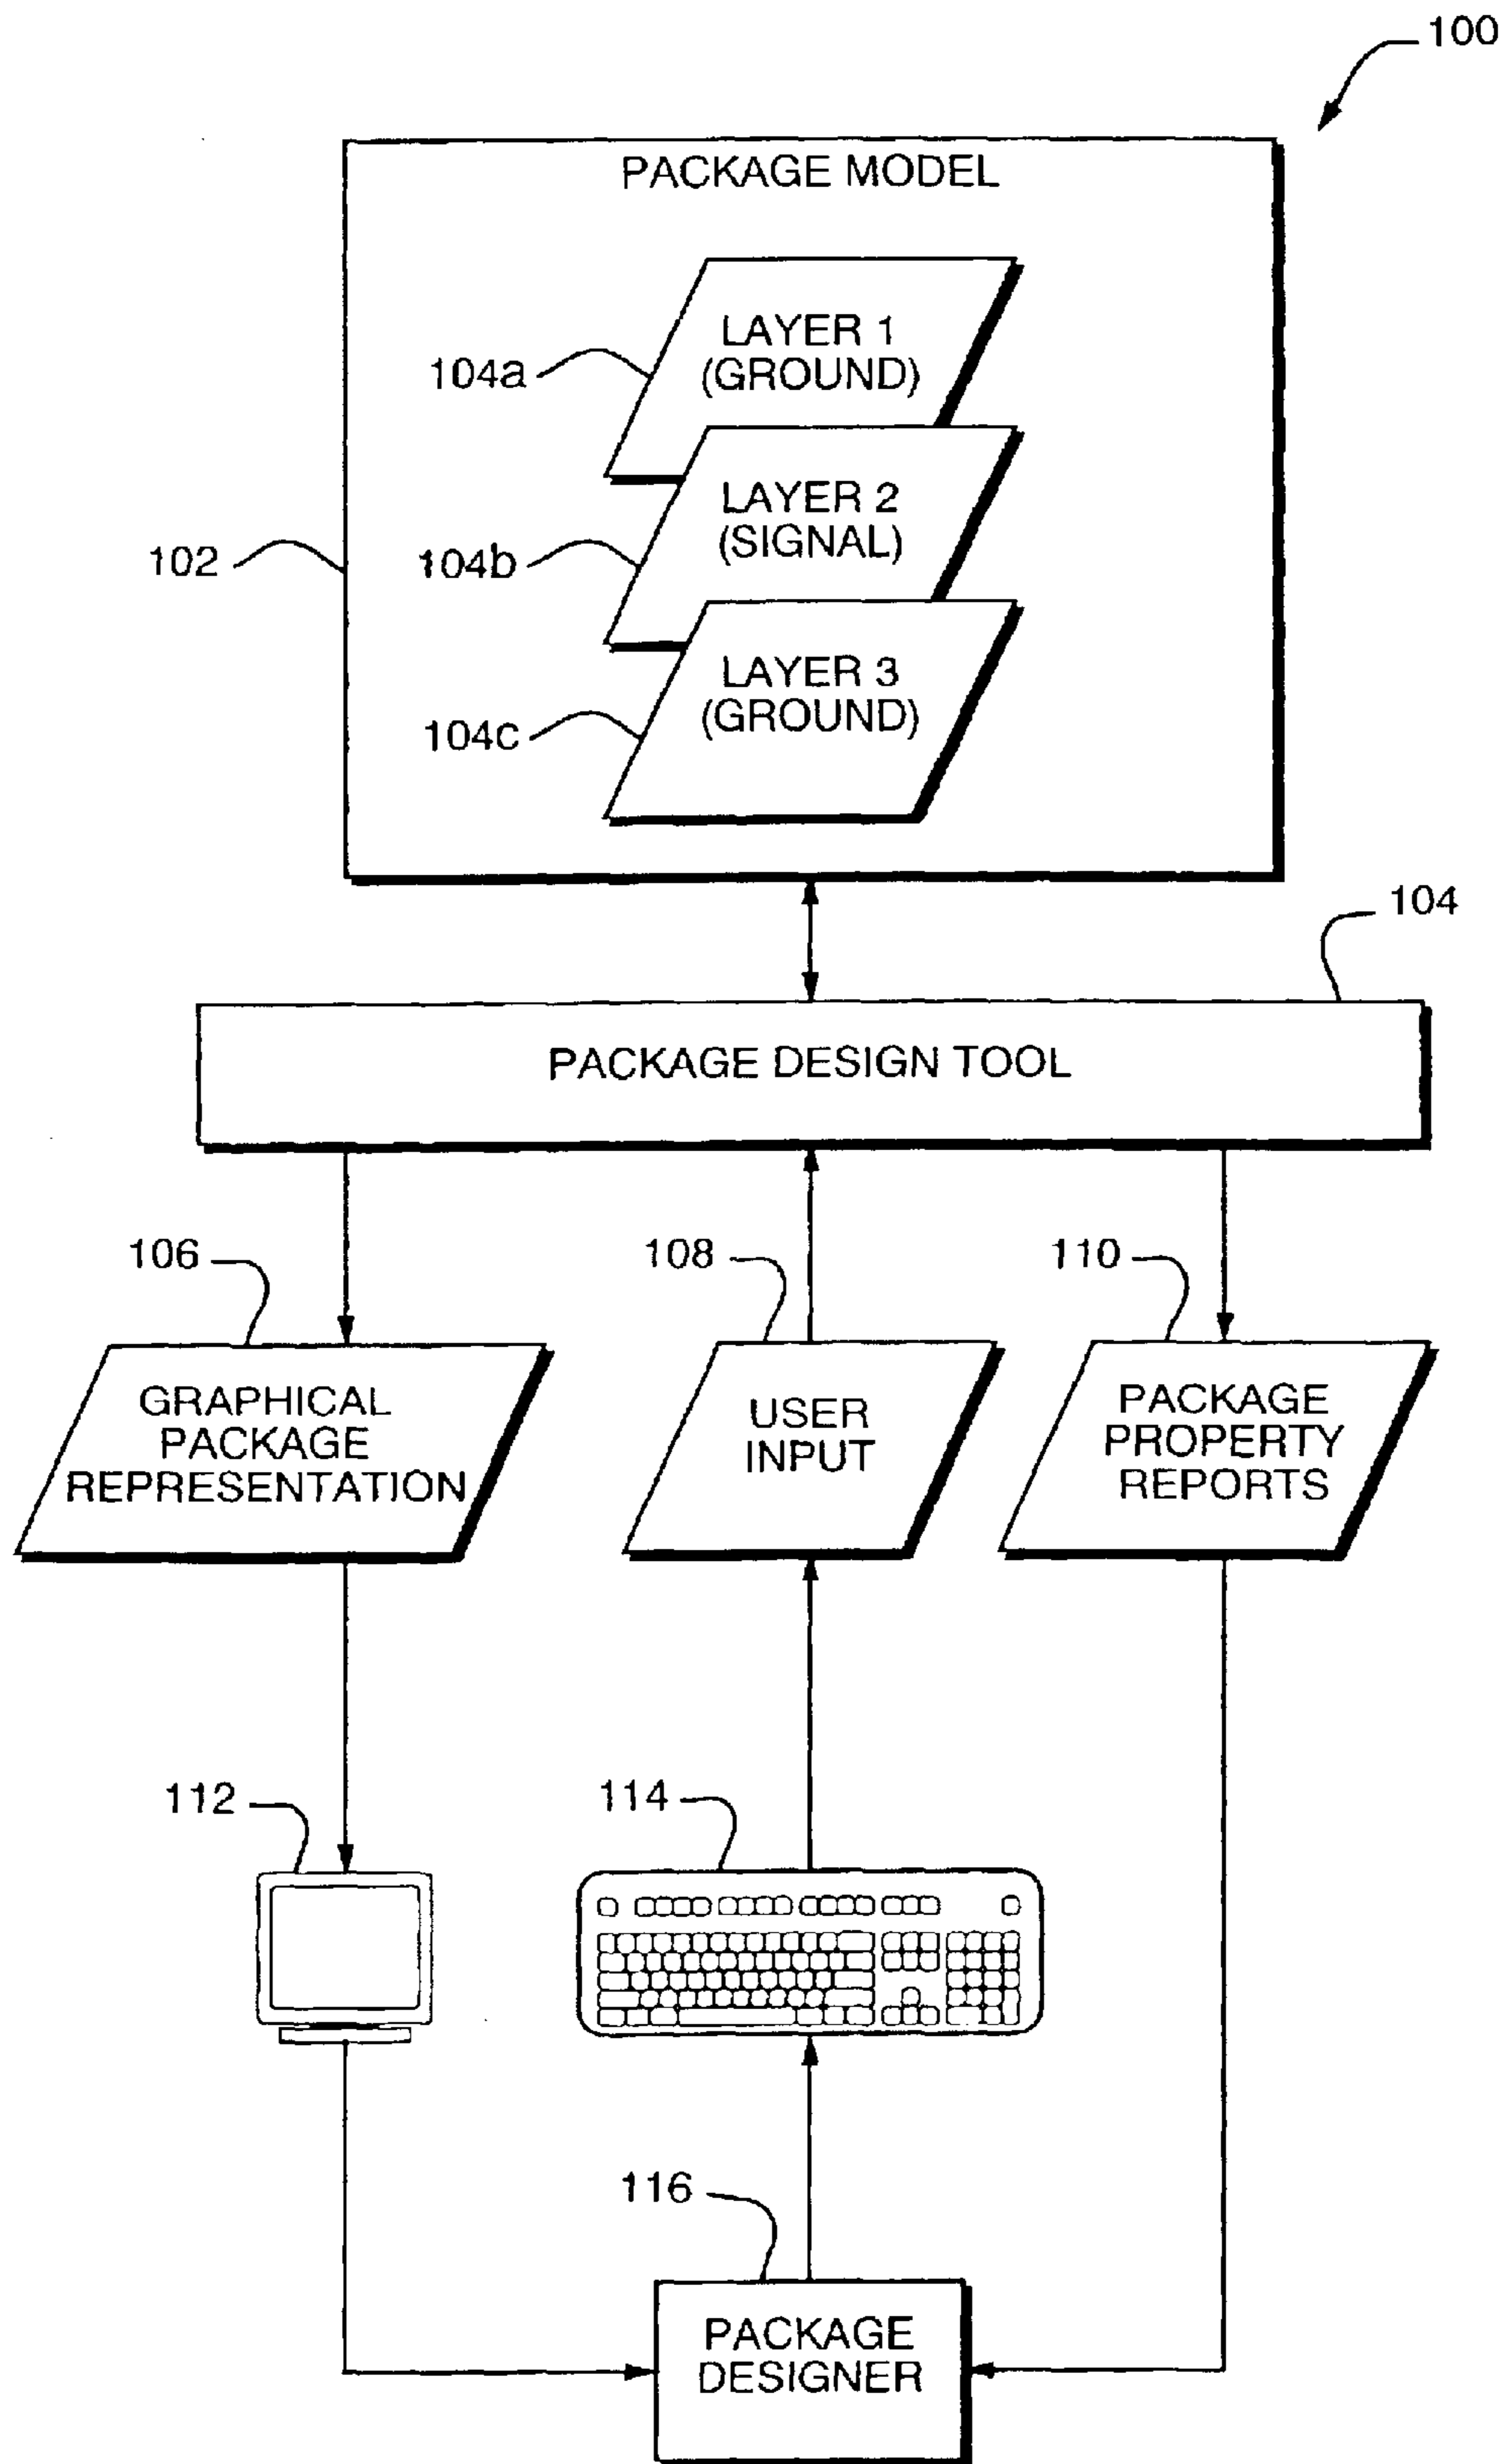 100
PACKAGE MODEL
LAYER 1
(GROUND)
104a
LAYER 2
(SIGNAL)
102
104b
LAYER 3
(GROUND)
104c
104
PACKAGE DESIGN TOOL
106
108
110
GRAPHICAL
PACKAGE
REPRESENTATION
USER
INPUT
PACKAGE
PROPERTY
REPORTS
112
114
116
PACKAGE
DESIGNER